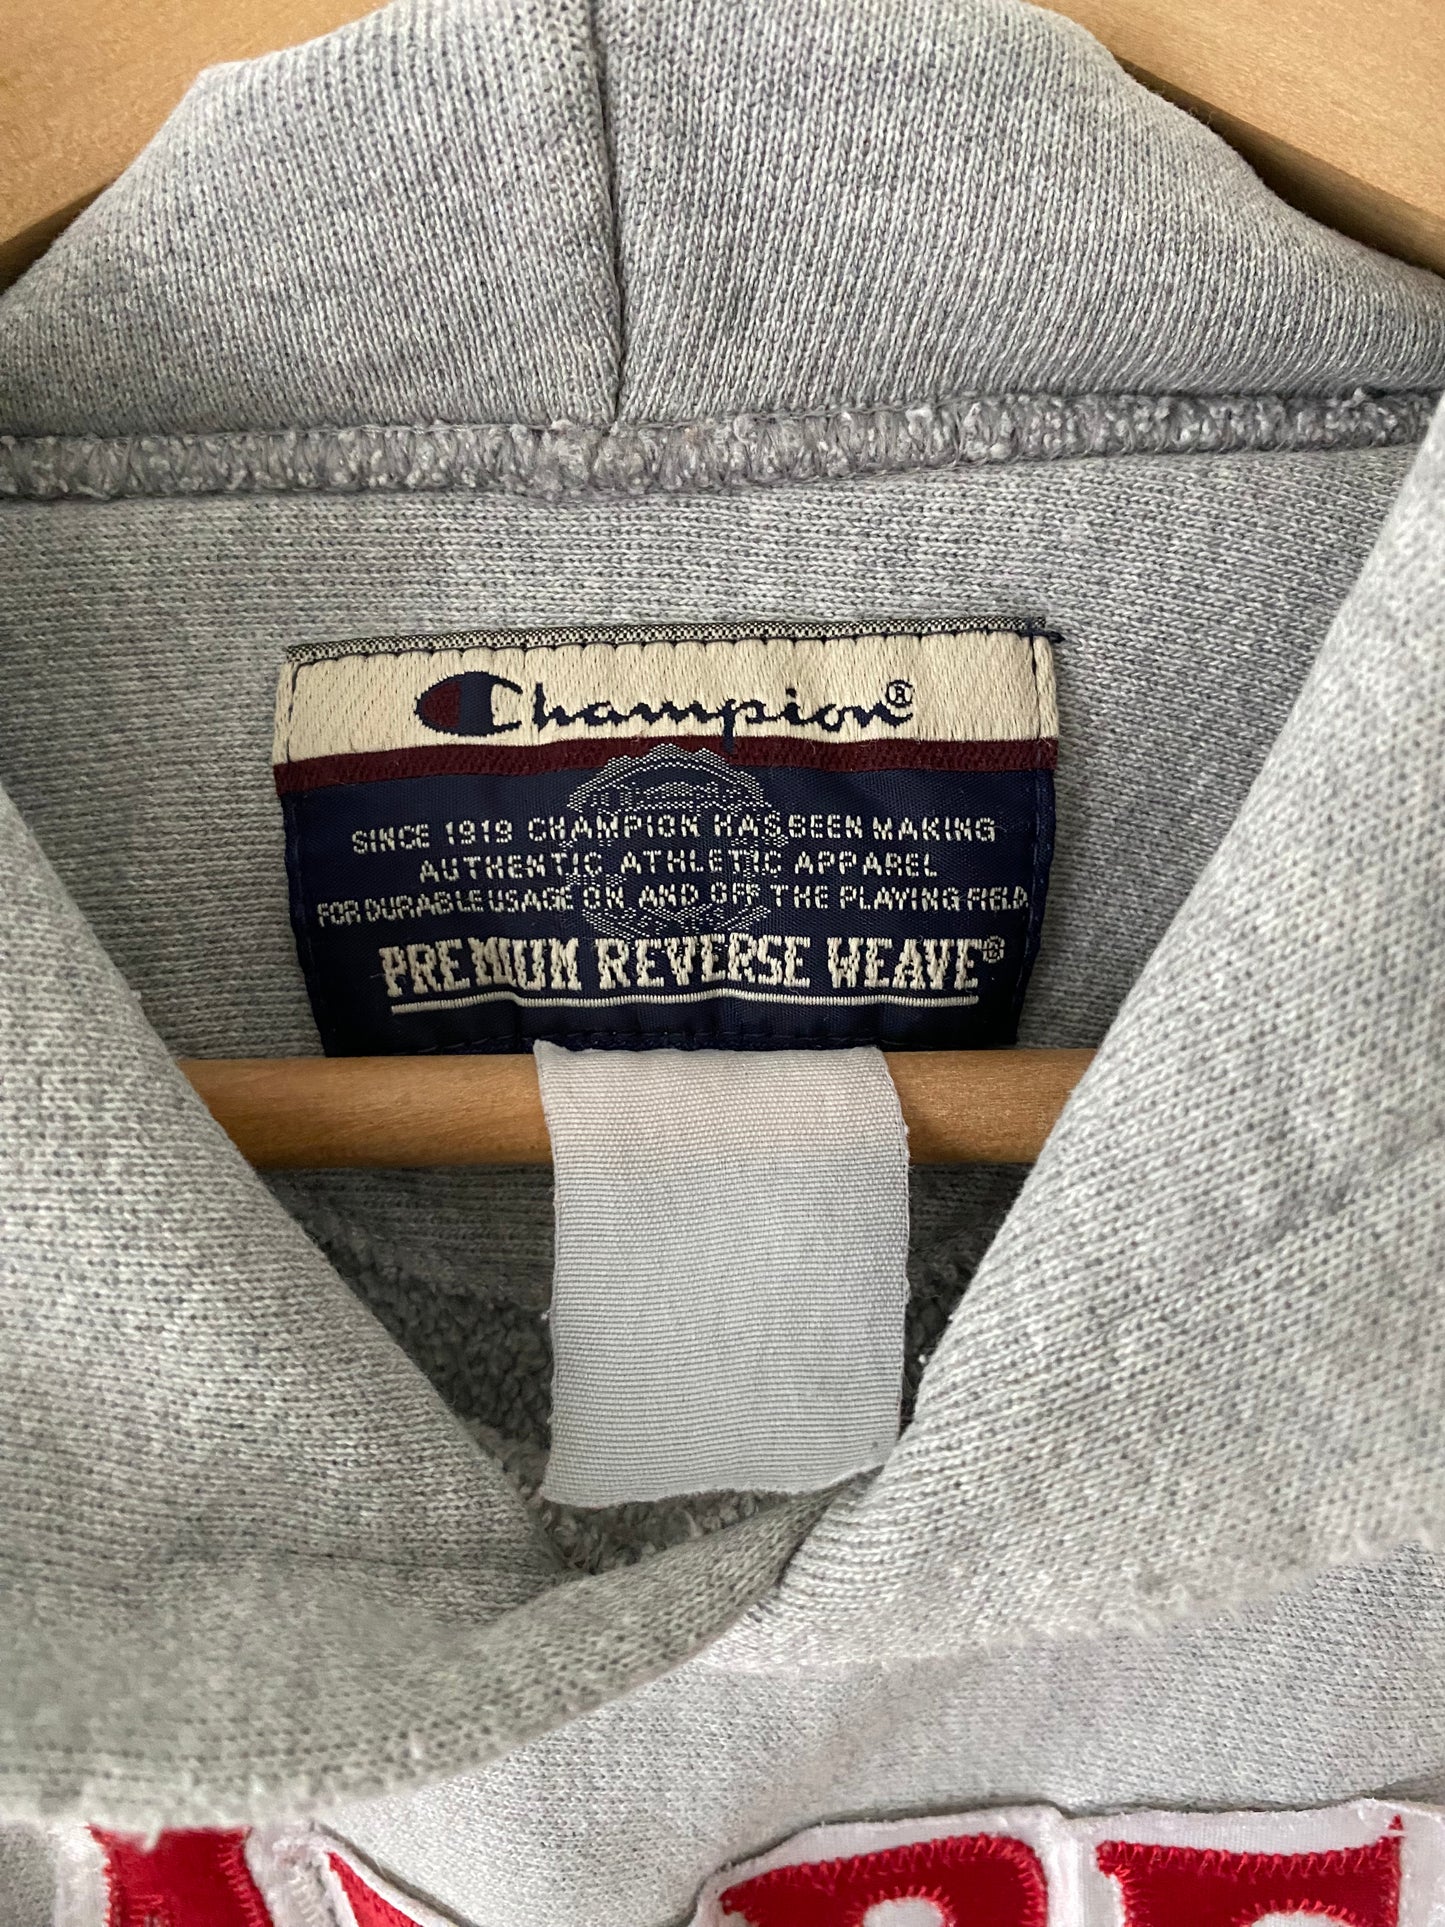 Champion®
SINCE 1919 CHAMPION HAS BEEN MAKING
AUTHENTIC ATHLETIC APPAREL
FOR DURABLE USAGE ON AND OFF THE PLAYING FIELD.
PREMIUM REVERSE WEAVE®